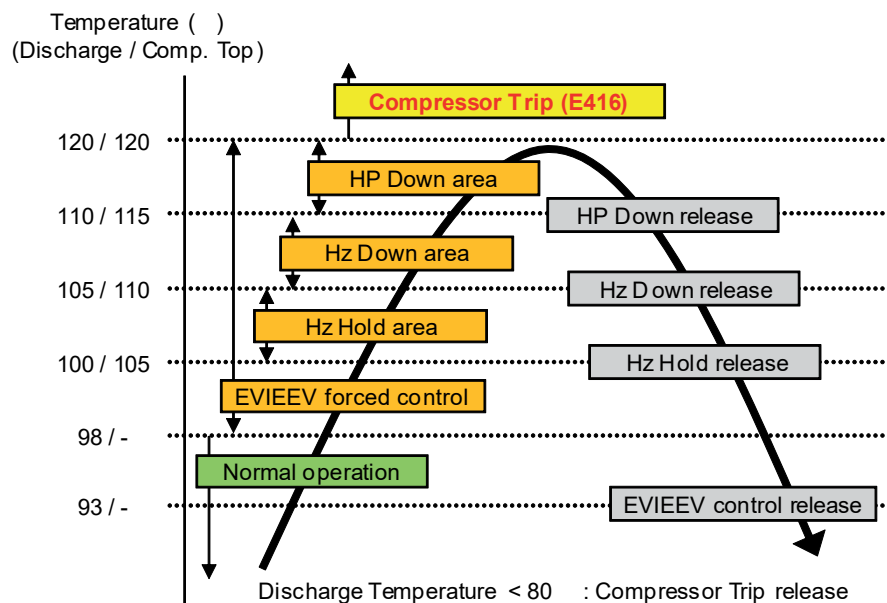 Temperature ( )
(Discharge / Comp. Top)
Compressor Trip (E416)
120 / 120
HP Down area
110 / 115
HP Down release
Hz Down area
105 / 110
Hz Down release
Hz Hold area
100 / 105
Hz Hold release
EVIEEV forced control
98 / -
Normal operation
93 / -
EVIEEV control release
Discharge Temperature < 80 : Compressor Trip release